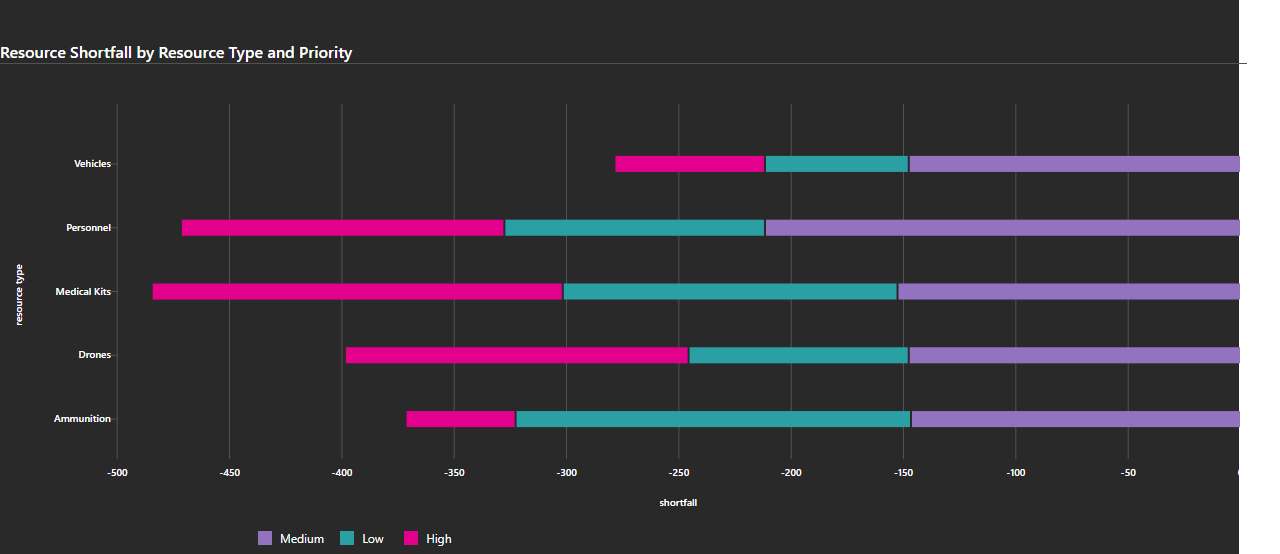 Resource Shortfall by Resource Type and Priority
Vehicles
Personnel
Medical Kits
Drones
Ammunition
resource type
-500 -450 -400 -350 -300 -250 -200 -150 -100 -50
shortfall
Medium Low High